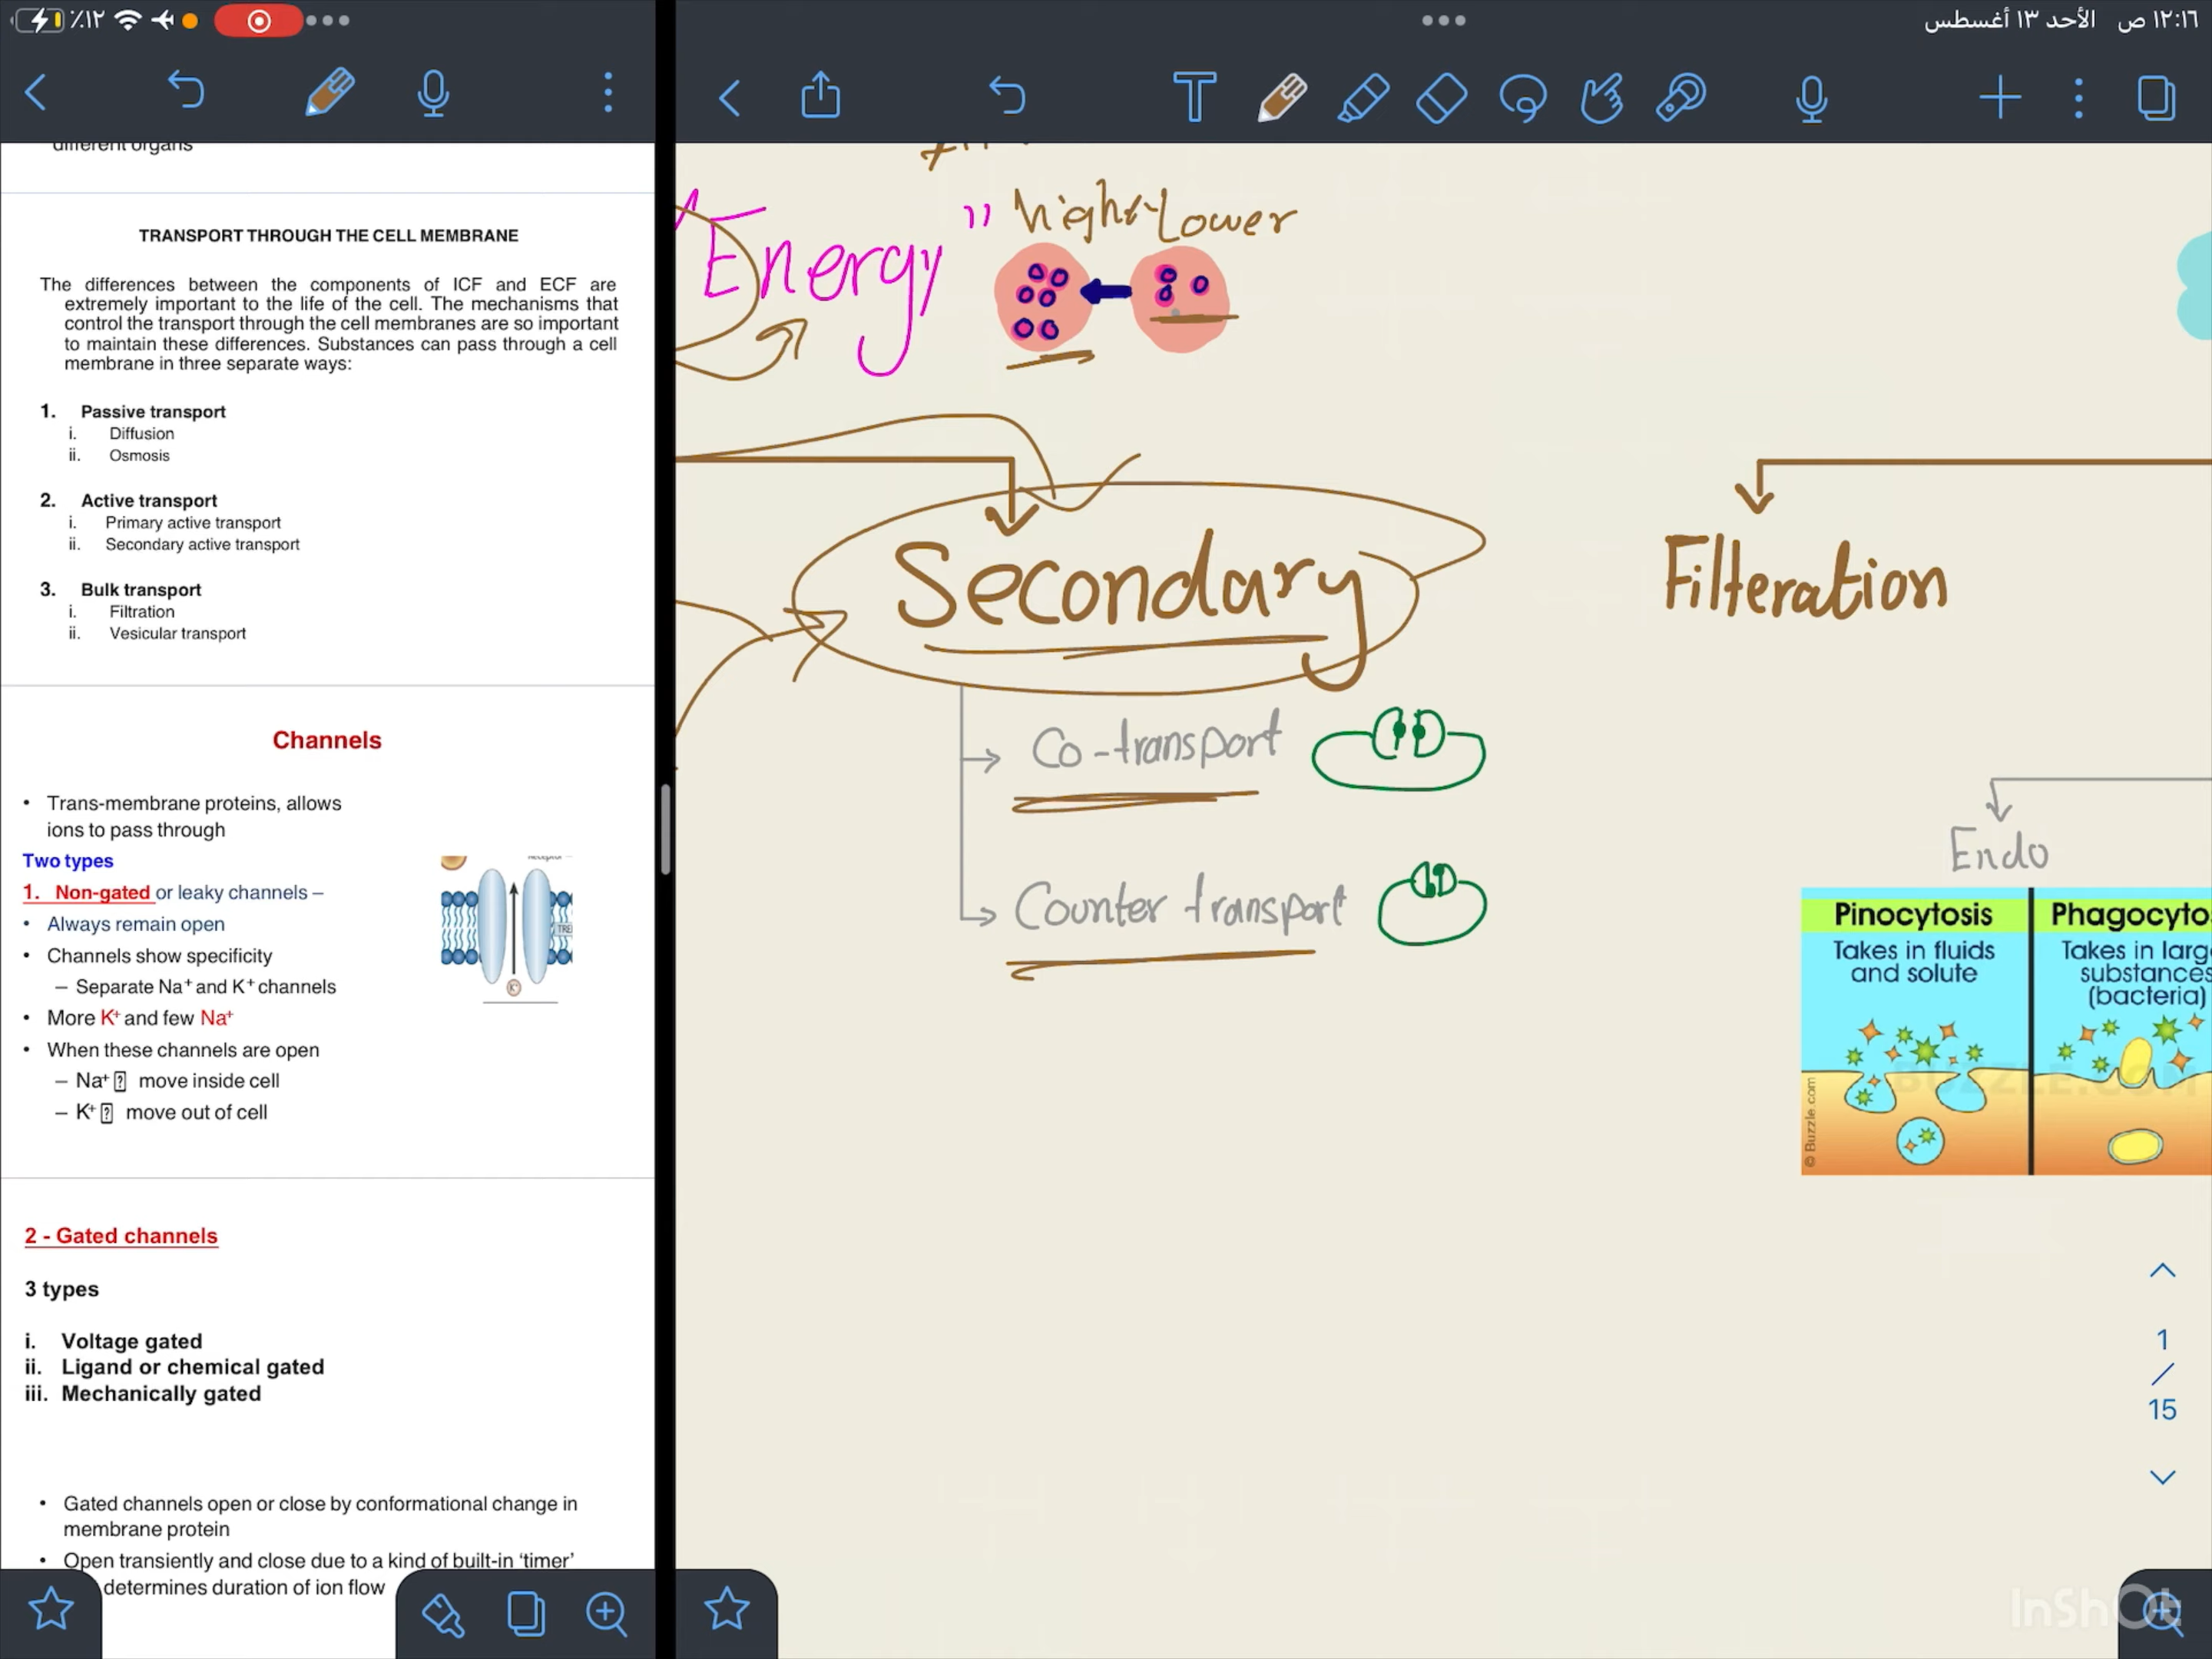 ٪١٢
١٢:١٦ ص الأحد ١٣ أغسطس
different organs
TRANSPORT THROUGH THE CELL MEMBRANE
The differences between the components of ICF and ECF are
extremely important to the life of the cell. The mechanisms that
control the transport through the cell membranes are so important
to maintain these differences. Substances can pass through a cell
membrane in three separate ways:
1. Passive transport
i. Diffusion
ii. Osmosis
2. Active transport
i. Primary active transport
ii. Secondary active transport
3. Bulk transport
i. Filtration
ii. Vesicular transport
Channels
• Trans-membrane proteins, allows
ions to pass through
Two types
1. Non-gated or leaky channels –
• Always remain open
• Channels show specificity
– Separate Na⁺ and K⁺ channels
• More K⁺ and few Na⁺
• When these channels are open
– Na⁺ move inside cell
– K⁺ move out of cell
K⁺
2 - Gated channels
3 types
i. Voltage gated
ii. Ligand or chemical gated
iii. Mechanically gated
• Gated channels open or close by conformational change in
membrane protein
• Open transiently and close due to a kind of built-in ‘timer’
determines duration of ion flow
"Energy" high-Lower
Secondary
Filteration
Co-transport
Counter transport
Endo
Pinocytosis
Takes in fluids
and solute
Phagocyto
Takes in larg
substances
(bacteria)
© Buzzle.com
BUZZLE.COM
1
/
15
InShOt